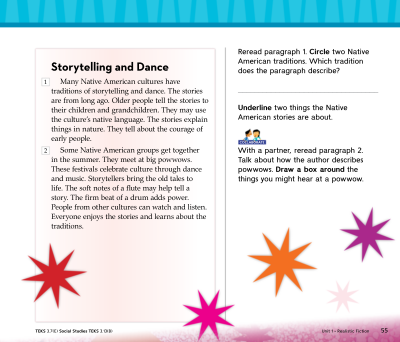 Storytelling and Dance
1 Many Native American cultures have
traditions of storytelling and dance. The stories
are from long ago. Older people tell the stories to
their children and grandchildren. They may use
the culture's native language. The stories explain
things in nature. They tell about the courage of
early people.
2 Some Native American groups get together
in the summer. They meet at big powwows.
These festivals celebrate culture through dance
and music. Storytellers bring the old tales to
life. The soft notes of a flute may help tell a
story. The firm beat of a drum adds power.
People from other cultures can watch and listen.
Everyone enjoys the stories and learns about the
traditions.
Reread paragraph 1. Circle two Native
American traditions. Which tradition
does the paragraph describe?
Underline two things the Native
American stories are about.
COLLABORATE
With a partner, reread paragraph 2.
Talk about how the author describes
powwows. Draw a box around the
things you might hear at a powwow.
Unit 1—Realistic Fiction 55